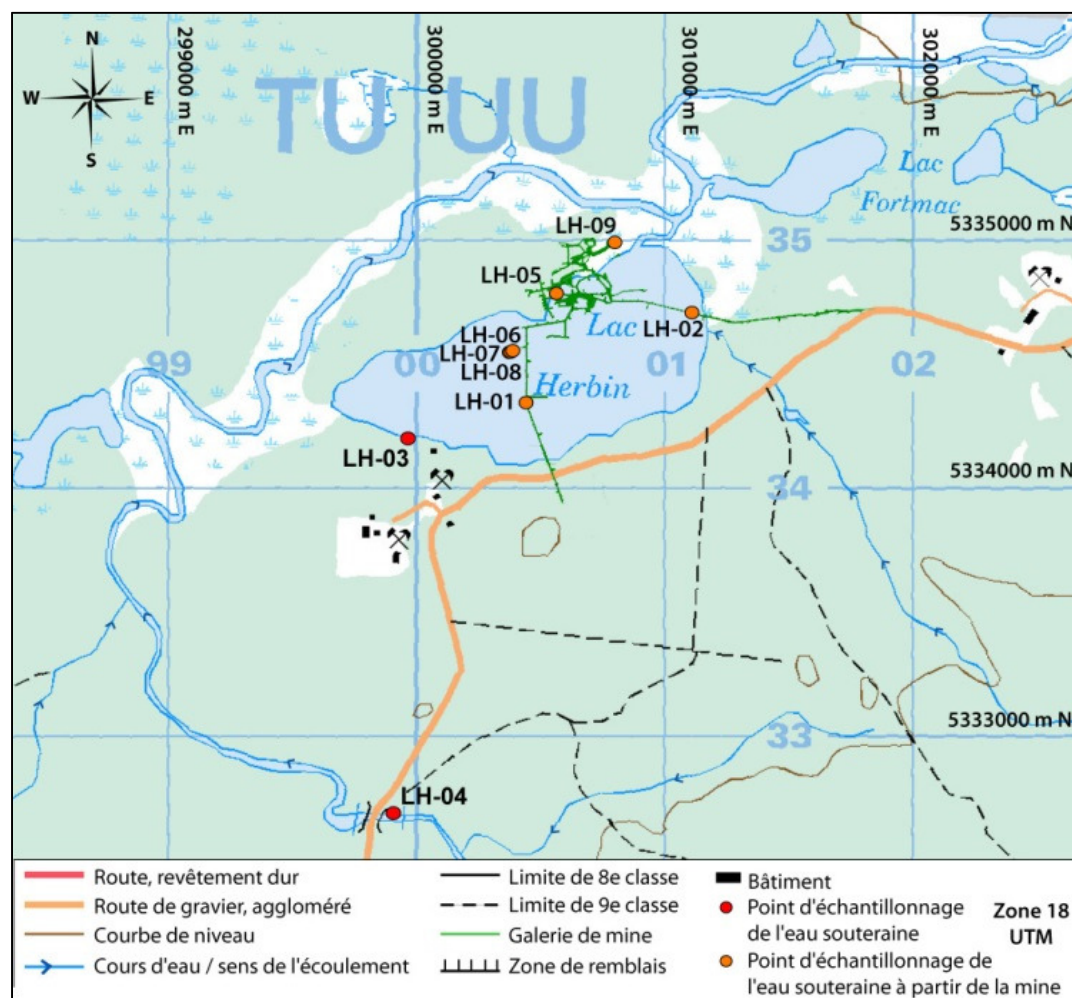 N
W E
S
299000 m E
3000000 m E
301000 m E
302000 m E
TU UU
Lac
Fortmac
5335000 m N
35
LH-09
LH-05
Lac
LH-02
LH-06
LH-07
LH-08
99
00
01
02
Herbin
LH-01
LH-03
34
5334000 m N
5333000 m N
33
LH-04
Route, revêtement dur
Route de gravier, aggloméré
Courbe de niveau
Cours d'eau / sens de l'écoulement
Limite de 8e classe
Limite de 9e classe
Galerie de mine
Zone de remblais
Bâtiment
Point d'échantillonnage
de l'eau souteraine
Point d'échantillonnage de
l'eau souteraine à partir de la mine
Zone 18
UTM